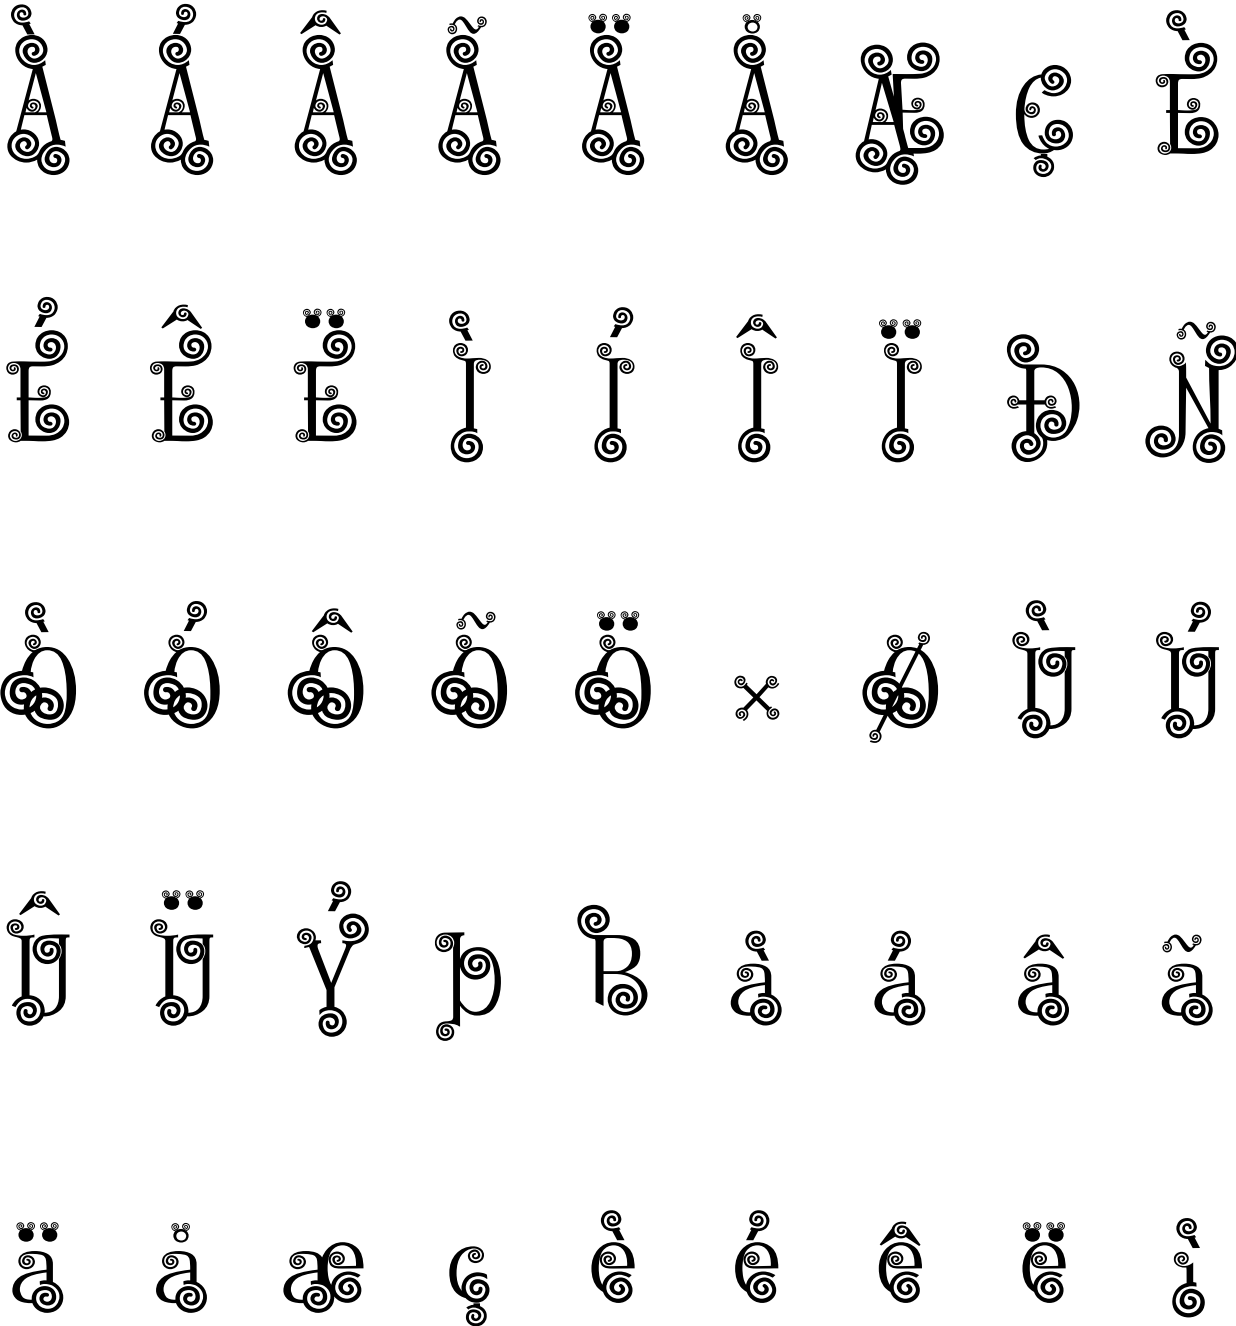 À Á Â Ã Ä Å Æ Ç È
É Ê Ë Ì Í Î Ï Ð Ñ
Ò Ó Ô Õ Ö × Ø Ù Ú
Û Ü Ý Þ ß à á â ã
ä å æ ç è é ê ë ì